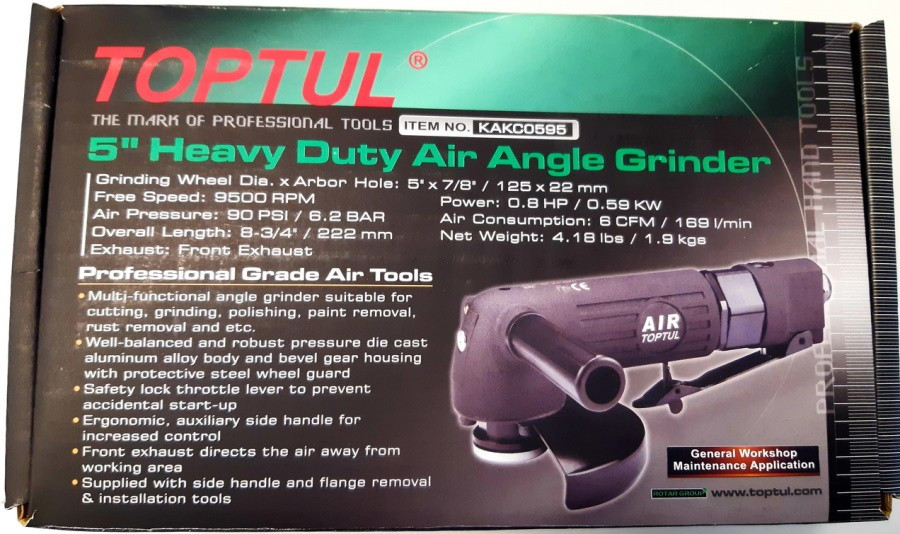 TOPTUL®
THE MARK OF PROFESSIONAL TOOLS ITEM NO. KAKC0595
5" Heavy Duty Air Angle Grinder
Grinding Wheel Dia. x Arbor Hole: 5" x 7/8" / 125 x 22 mm
Free Speed: 9500 RPM
Power: 0.8 HP / 0.59 KW
Air Pressure: 90 PSI / 6.2 BAR
Air Consumption: 6 CFM / 169 l/min
Overall Length: 8-3/4" / 222 mm
Net Weight: 4.18 lbs / 1.9 kgs
Exhaust: Front Exhaust
Professional Grade Air Tools
• Multi-functional angle grinder suitable for
cutting, grinding, polishing, paint removal,
rust removal and etc.
• Well-balanced and robust pressure die cast
aluminum alloy body and bevel gear housing
with protective steel wheel guard
• Safety lock throttle lever to prevent
accidental start-up
• Ergonomic, auxiliary side handle for
increased control
• Front exhaust directs the air away from
working area
• Supplied with side handle and flange removal
& installation tools
CE
AIR
TOPTUL
General Workshop
Maintenance Application
ROTAR GROUP www.toptul.com
HAND TOOLS